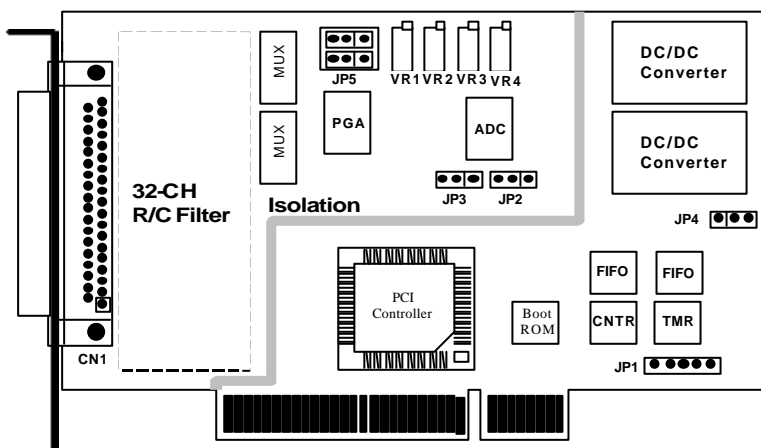 MUX
MUX
JP5
VR1 VR2 VR3 VR4
DC/DC
Converter
PGA
ADC
DC/DC
Converter
32-CH
R/C Filter
Isolation
JP3
JP2
JP4
PCI
Controller
FIFO
FIFO
Boot
ROM
CNTR
TMR
CN1
JP1